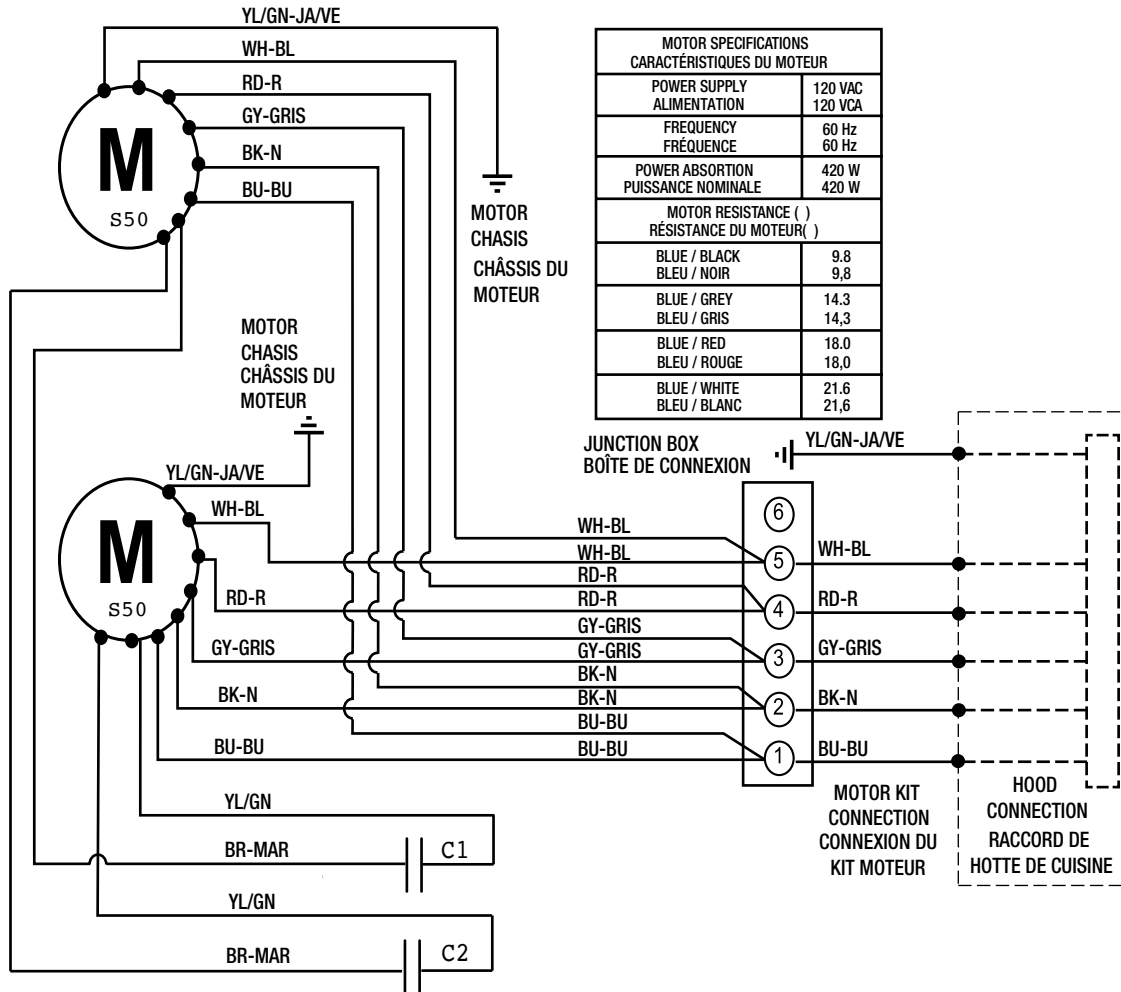 YL/GN-JA/VE
WH-BL
RD-R
GY-GRIS
BK-N
BU-BU
M
S50
MOTOR
CHASIS
CHÂSSIS DU
MOTEUR
MOTOR SPECIFICATIONS
CARACTÉRISTIQUES DU MOTEUR
POWER SUPPLY 120 VAC
ALIMENTATION 120 VCA
FREQUENCY 60 Hz
FRÉQUENCE 60 Hz
POWER ABSORTION 420 W
PUISSANCE NOMINALE 420 W
MOTOR RESISTANCE ( )
RÉSISTANCE DU MOTEUR( )
BLUE / BLACK 9.8
BLEU / NOIR 9,8
BLUE / GREY 14.3
BLEU / GRIS 14,3
BLUE / RED 18.0
BLEU / ROUGE 18,0
BLUE / WHITE 21.6
BLEU / BLANC 21,6
MOTOR
CHASIS
CHÂSSIS DU
MOTEUR
YL/GN-JA/VE
WH-BL
M
S50
RD-R
GY-GRIS
BK-N
BU-BU
JUNCTION BOX
BOÎTE DE CONNEXION
YL/GN-JA/VE
6
WH-BL
WH-BL
5
WH-BL
RD-R
RD-R
4
RD-R
GY-GRIS
GY-GRIS
3
GY-GRIS
BK-N
BK-N
2
BK-N
BU-BU
BU-BU
1
BU-BU
MOTOR KIT
CONNECTION
CONNEXION DU
KIT MOTEUR
HOOD
CONNECTION
RACCORD DE
HOTTE DE CUISINE
YL/GN
BR-MAR
C1
YL/GN
BR-MAR
C2